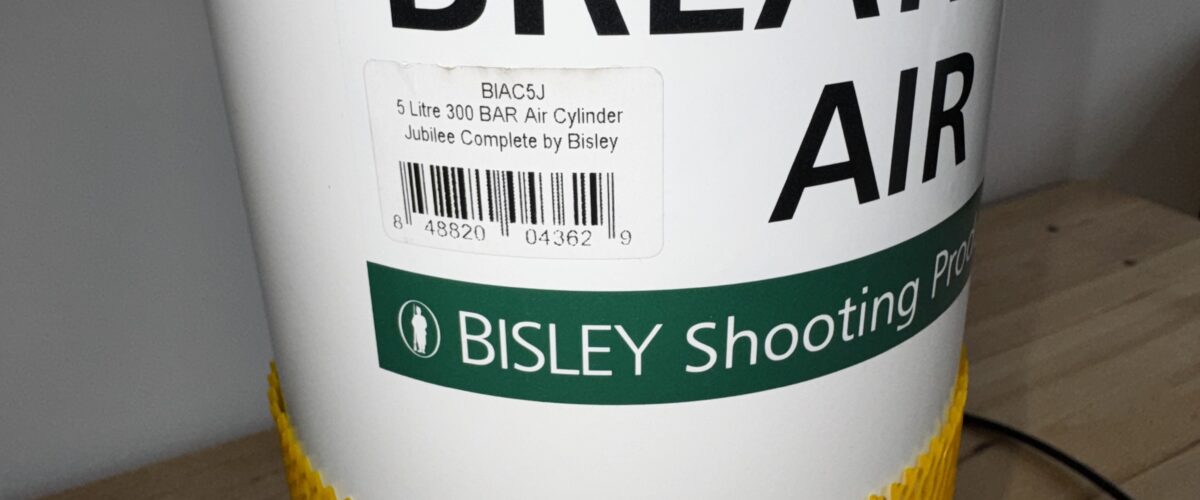 AIR
BIAC5J
5 Litre 300 BAR Air Cylinder
Jubilee Complete by Bisley
8 48820 04362 9
BISLEY Shooting